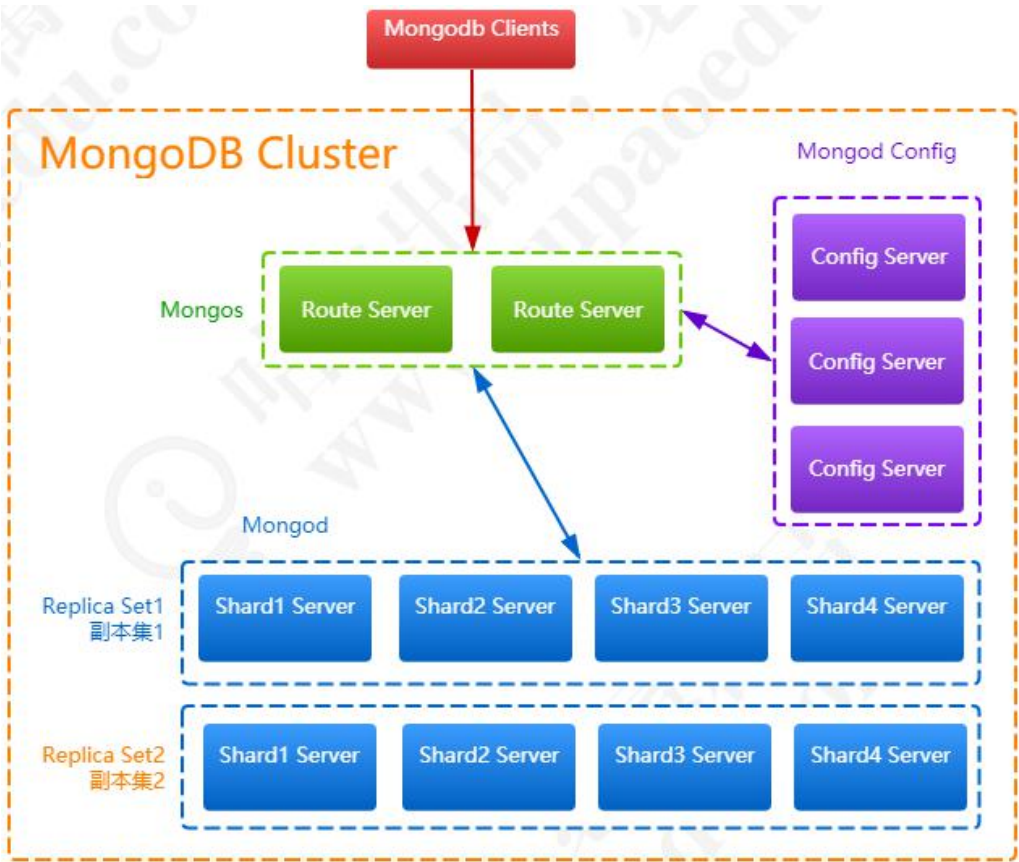 Mongodb Clients
MongoDB Cluster
Mongod Config
Config Server
Mongos
Route Server
Route Server
Config Server
Config Server
Mongod
Replica Set1
副本集1
Shard1 Server
Shard2 Server
Shard3 Server
Shard4 Server
Replica Set2
副本集2
Shard1 Server
Shard2 Server
Shard3 Server
Shard4 Server